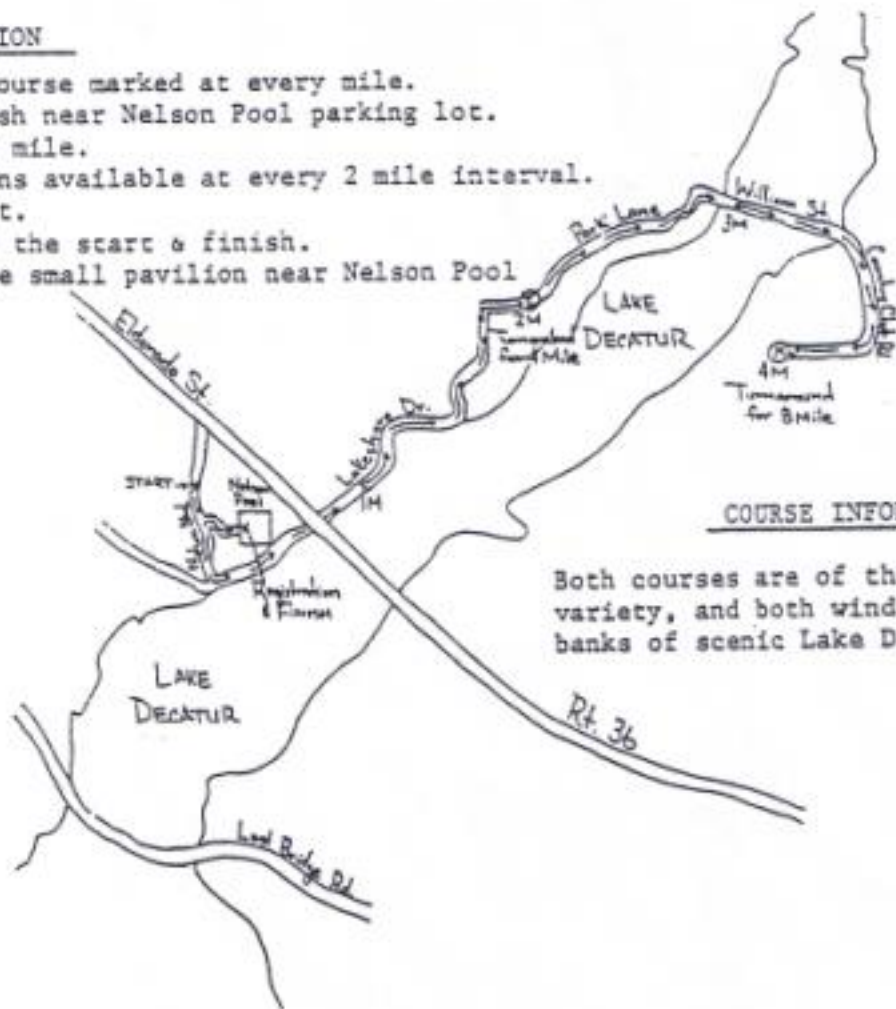 ION
ourse marked at every mile.
sh near Nelson Pool parking lot.
mile.
ns available at every 2 mile interval.
t.
the start & finish.
e small pavilion near Nelson Pool
William St.
Park Lane
3M
LAKE
DECATUR
2M
Turnaround
for 4 Mile
4M
Turnaround
for 8 Mile
Eldorado St.
Lakeshore Dr.
1M
START
Nelson
Pool
Registration
& Finish
COURSE INFO
Both courses are of th
variety, and both wind
banks of scenic Lake D
LAKE
DECATUR
Rt. 36
Lost Bridge Rd.